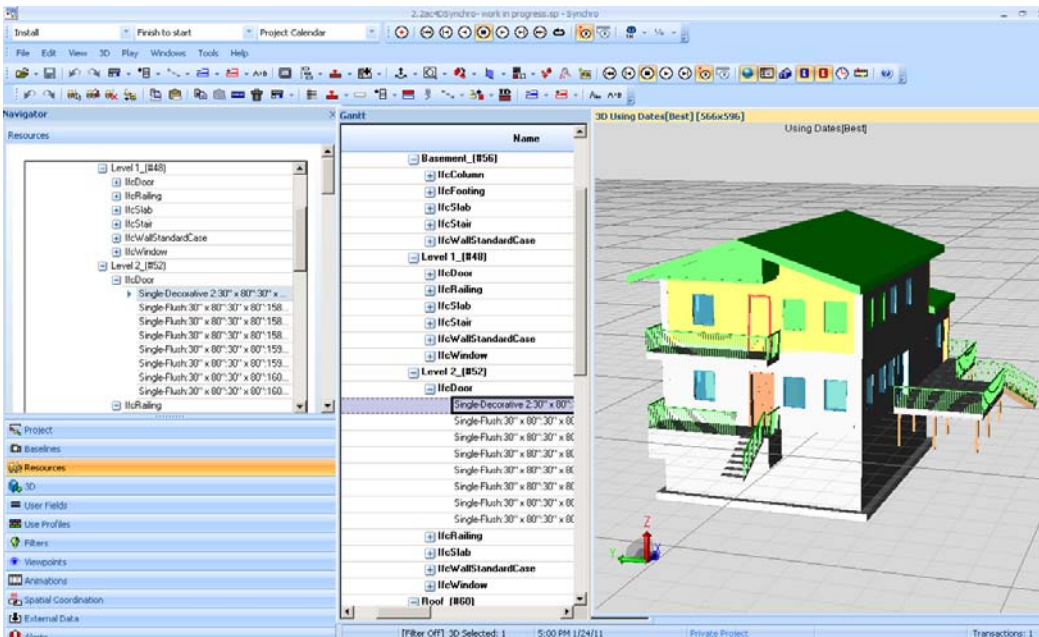 2.2ac4DSynchro- work in progress.sp - Synchro
Install Finish to start Project Calendar
File Edit View 3D Play Windows Tools Help
Navigator
Resources
Level 1_(#48)
IfcDoor
IfcRailing
IfcSlab
IfcStair
IfcWallStandardCase
IfcWindow
Level 2_(#52)
IfcDoor
Single-Decorative 2:30" x 80":30" x ...
Single-Flush:30" x 80":30" x 80":158...
Single-Flush:30" x 80":30" x 80":158...
Single-Flush:30" x 80":30" x 80":158...
Single-Flush:30" x 80":30" x 80":159...
Single-Flush:30" x 80":30" x 80":159...
Single-Flush:30" x 80":30" x 80":160...
Single-Flush:30" x 80":30" x 80":160...
IfcRailing
Project
Baselines
Resources
3D
User Fields
Use Profiles
Filters
Viewpoints
Animations
Spatial Coordination
External Data
Alerts
Gantt
Name
Basement_(#56)
IfcColumn
IfcFooting
IfcSlab
IfcStair
IfcWallStandardCase
Level 1_(#48)
IfcDoor
IfcRailing
IfcSlab
IfcStair
IfcWallStandardCase
IfcWindow
Level 2_(#52)
IfcDoor
Single-Decorative 2:30" x 80":
Single-Flush:30" x 80":30" x 80
Single-Flush:30" x 80":30" x 80
Single-Flush:30" x 80":30" x 80
Single-Flush:30" x 80":30" x 80
Single-Flush:30" x 80":30" x 80
Single-Flush:30" x 80":30" x 80
Single-Flush:30" x 80":30" x 80
IfcRailing
IfcSlab
IfcWallStandardCase
IfcWindow
Roof (#60)
3D Using Dates[Best] [566x596]
Using Dates[Best]
Z
Y
X
[Filter Off] 3D Selected: 1 5:00 PM 1/24/11 Private Project Transactions: 1